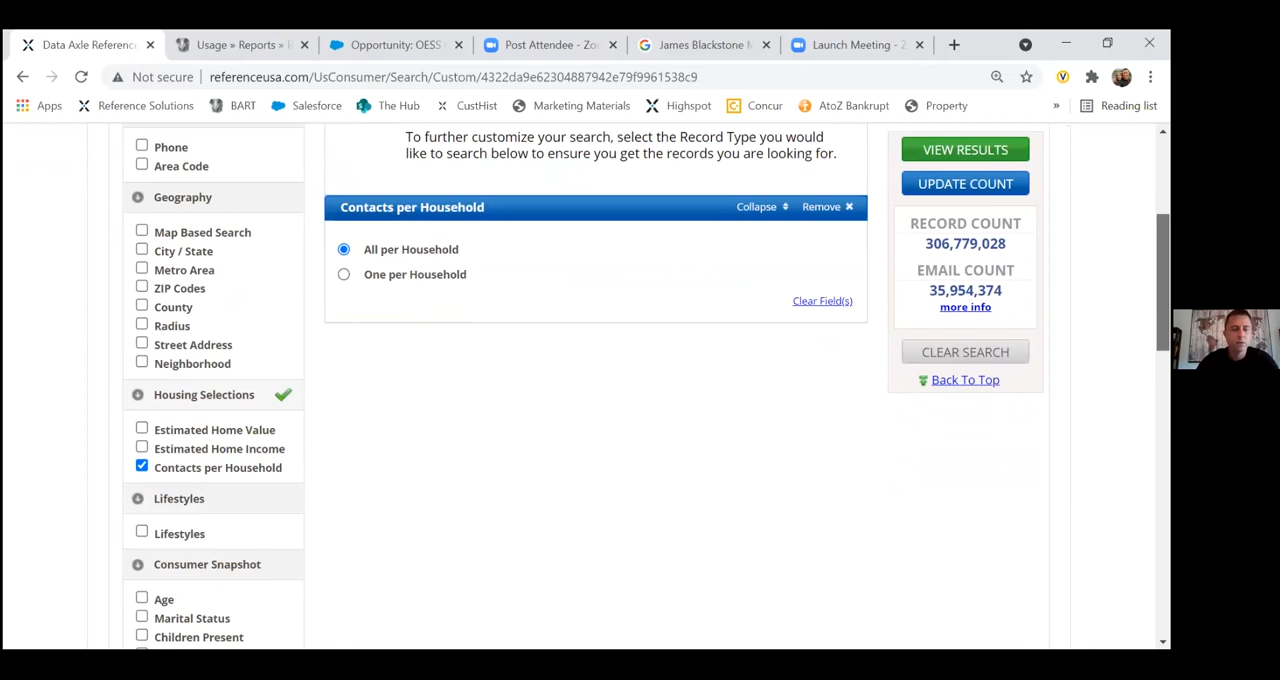 Data Axle Reference
Usage » Reports » R
Opportunity: OESS C
Post Attendee - Zoo
James Blackstone M
Launch Meeting - Z
Not secure
referenceusa.com/UsConsumer/Search/Custom/4322da9e62304887942e79f9961538c9
Apps
Reference Solutions
BART
Salesforce
The Hub
CustHist
Marketing Materials
Highspot
Concur
AtoZ Bankrupt
Property
»
Reading list
Phone
Area Code
Geography
Map Based Search
City / State
Metro Area
ZIP Codes
County
Radius
Street Address
Neighborhood
Housing Selections
Estimated Home Value
Estimated Home Income
Contacts per Household
Lifestyles
Lifestyles
Consumer Snapshot
Age
Marital Status
Children Present
To further customize your search, select the Record Type you would
like to search below to ensure you get the records you are looking for.
Contacts per Household
Collapse
Remove
All per Household
One per Household
Clear Field(s)
VIEW RESULTS
UPDATE COUNT
RECORD COUNT
306,779,028
EMAIL COUNT
35,954,374
more info
CLEAR SEARCH
Back To Top